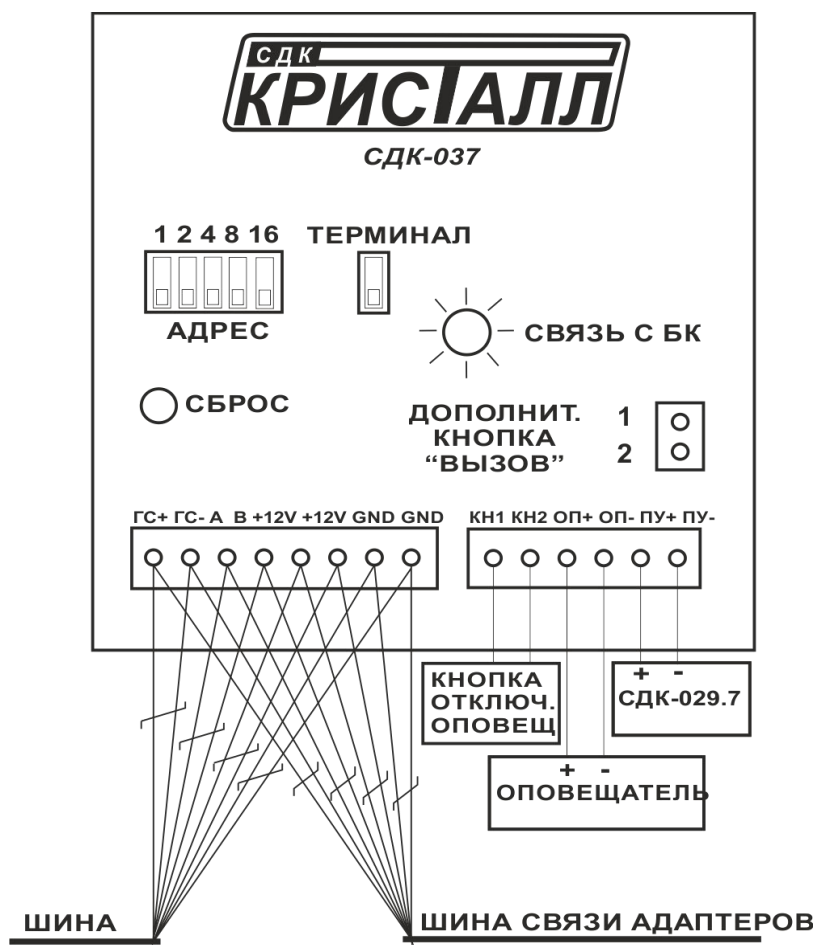 СДК
КРИСТАЛЛ
СДК-037
1 2 4 8 16 ТЕРМИНАЛ
АДРЕС
СВЯЗЬ С БК
СБРОС
ДОПОЛНИТ. 1
КНОПКА
“ВЫЗОВ” 2
ГС+ ГС- А В +12V +12V GND GND КН1 КН2 ОП+ ОП- ПУ+ ПУ-
КНОПКА
ОТКЛЮЧ.
ОПОВЕЩ
+ -
СДК-029.7
+ -
ОПОВЕЩАТЕЛЬ
ШИНА ШИНА СВЯЗИ АДАПТЕРОВ